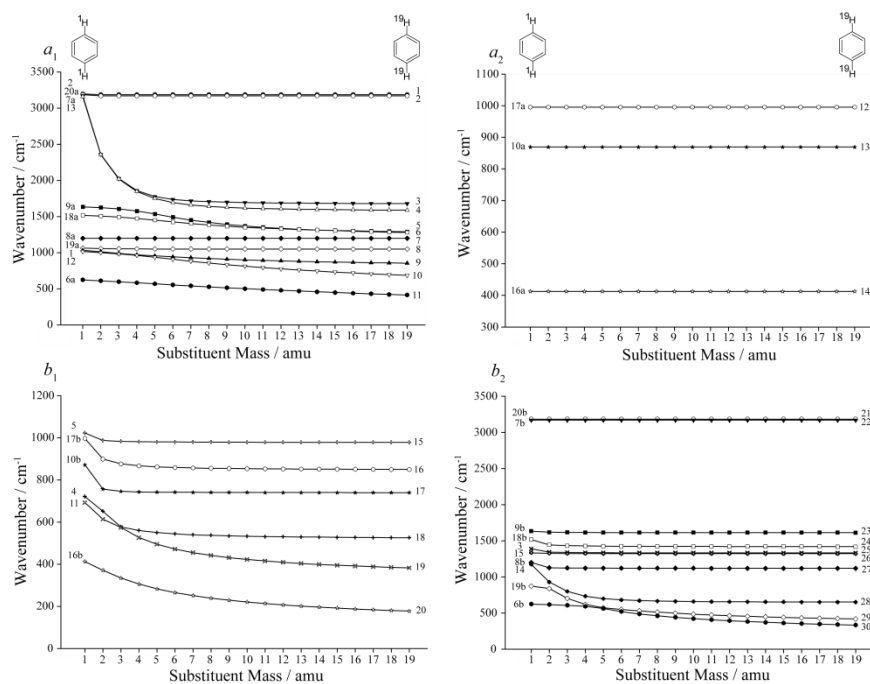 ¹H
¹H
¹⁹H
¹⁹H
a₁
Wavenumber / cm⁻¹
3500
3000
2500
2000
1500
1000
500
0
2
20a
7a
13
9a
18a
8a
19a
1
12
6a
1
2
3
4
5
6
7
8
9
10
11
1 2 3 4 5 6 7 8 9 10 11 12 13 14 15 16 17 18 19
Substituent Mass / amu
¹H
¹H
¹⁹H
¹⁹H
a₂
Wavenumber / cm⁻¹
1100
1000
900
800
700
600
500
400
300
17a
10a
16a
12
13
14
1 2 3 4 5 6 7 8 9 10 11 12 13 14 15 16 17 18 19
Substituent Mass / amu
b₁
Wavenumber / cm⁻¹
1200
1000
800
600
400
200
0
5
17b
10b
4
11
16b
15
16
17
18
19
20
1 2 3 4 5 6 7 8 9 10 11 12 13 14 15 16 17 18 19
Substituent Mass / amu
b₂
Wavenumber / cm⁻¹
3500
3000
2500
2000
1500
1000
500
0
20b
7b
9b
18b
3
15
8b
14
19b
6b
21
22
23
24
25
26
27
28
29
30
1 2 3 4 5 6 7 8 9 10 11 12 13 14 15 16 17 18 19
Substituent Mass / amu